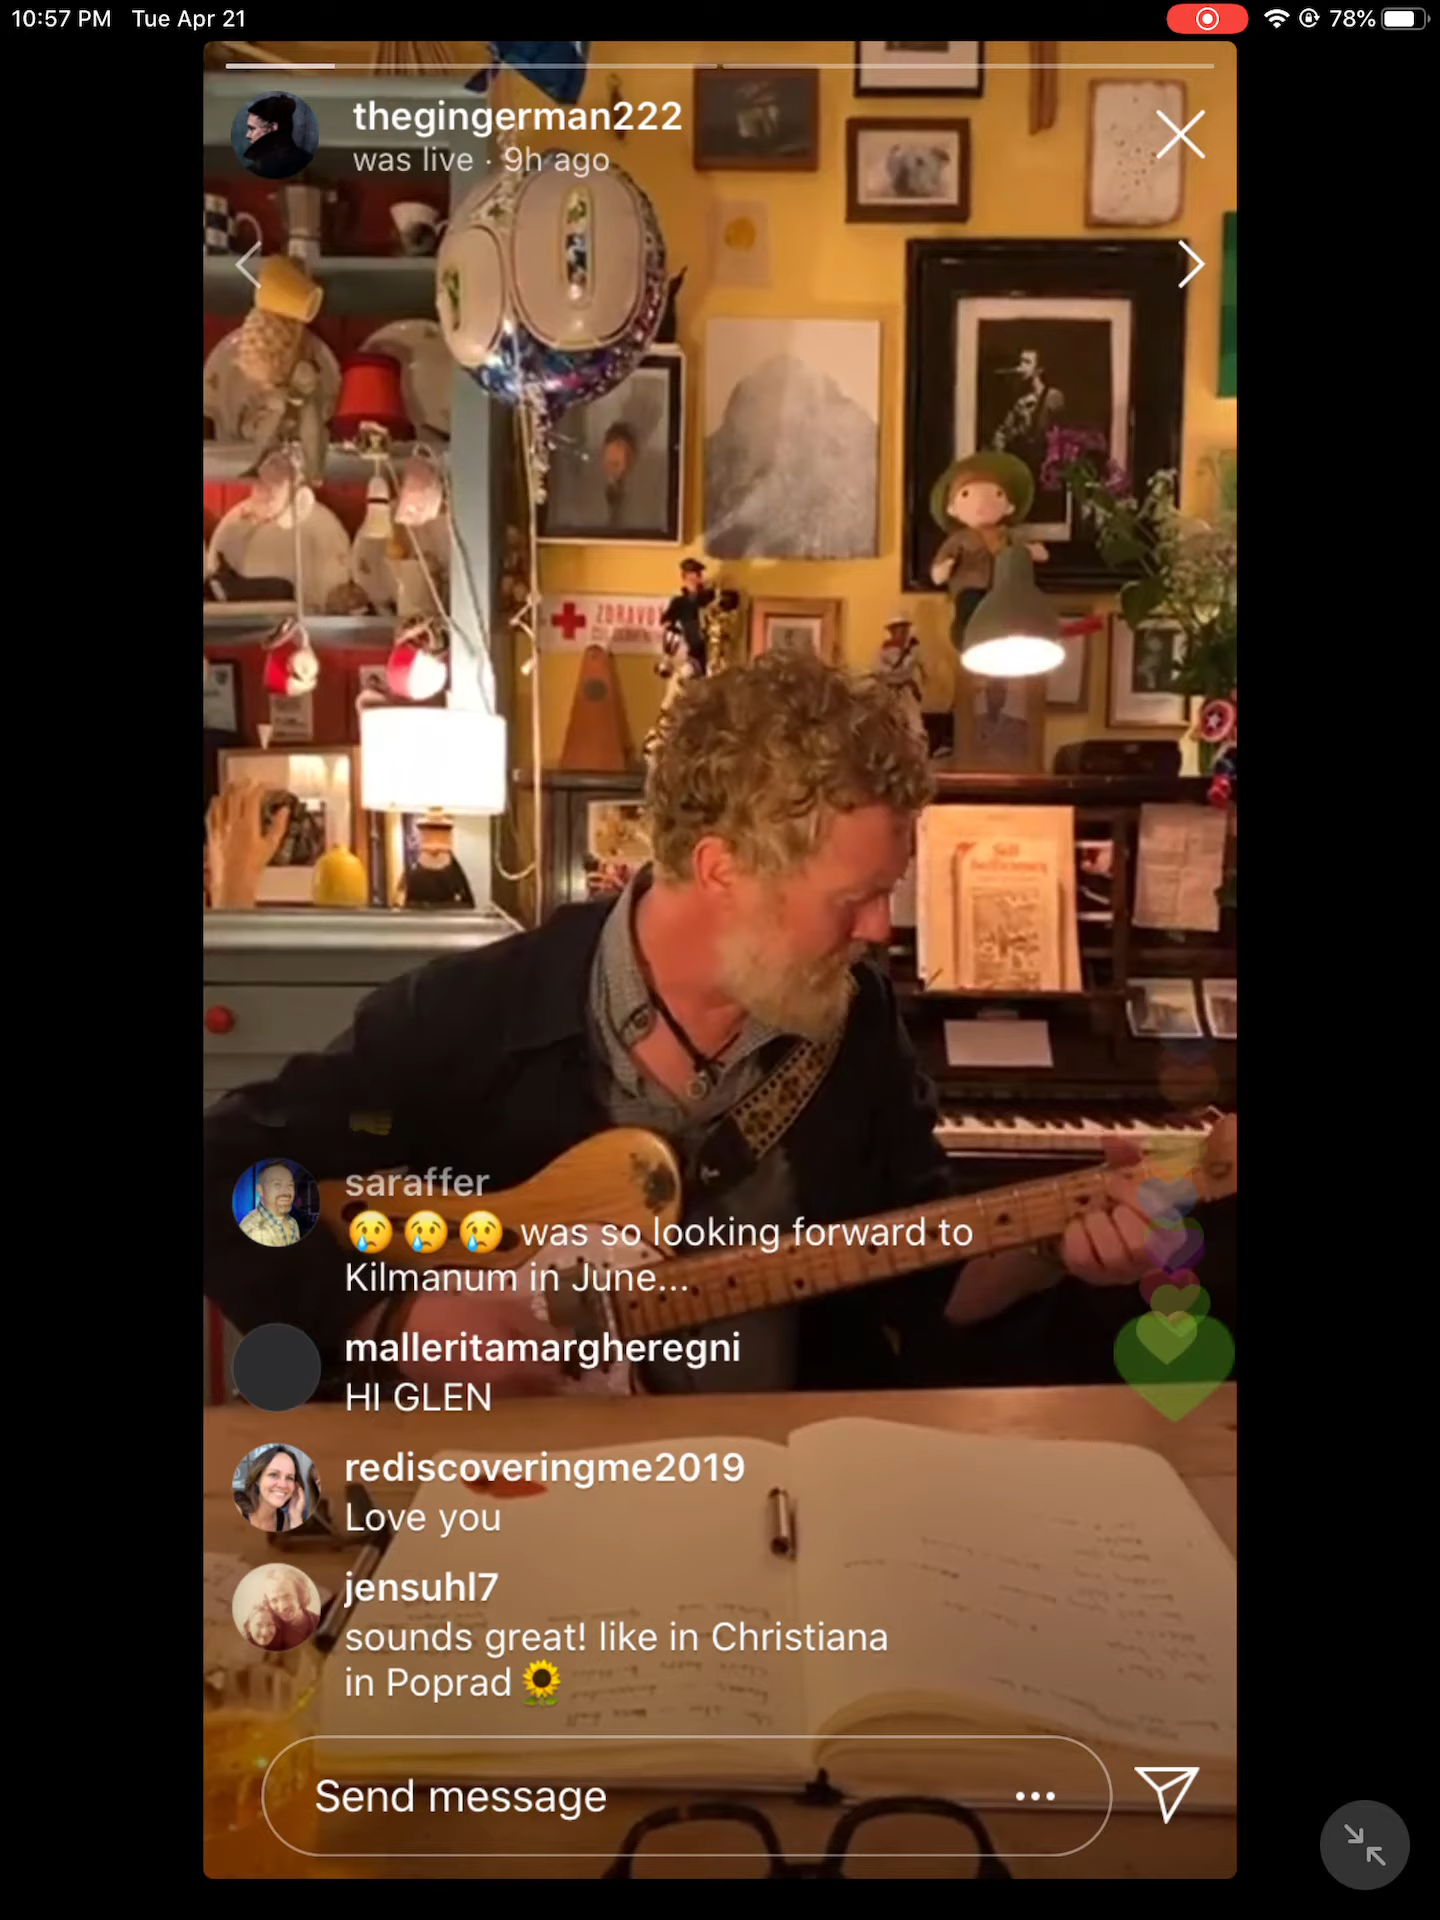 10:57 PM Tue Apr 21
78%
thegingerman222
was live · 9h ago
ZDRAVO
Self
Sufficiency
saraffer
😢😢😢 was so looking forward to
Kilmanum in June...
malleritamargheregni
HI GLEN
rediscoveringme2019
Love you
jensuhl7
sounds great! like in Christiana
in Poprad🌻
Send message